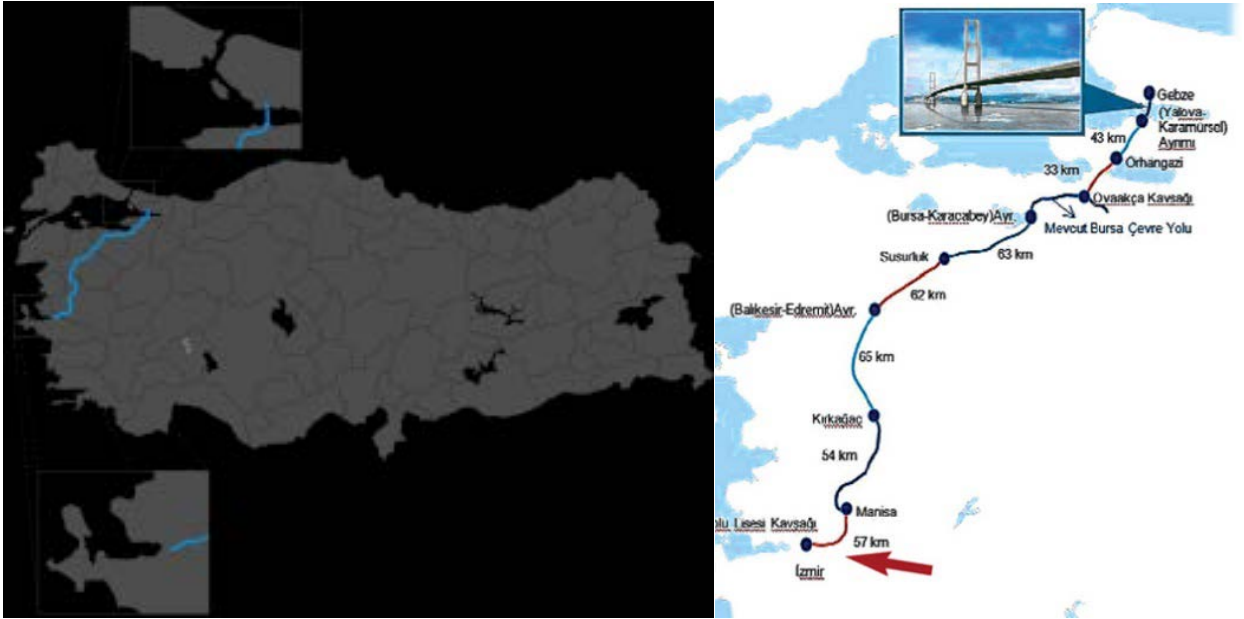 Gebze
(Yalova-
Karamürsel)
Ayrımı
43 km
Orhangazi
33 km
Ovaakça Kavşağı
(Bursa-Karacabey)Ayr.
Mevcut Bursa Çevre Yolu
63 km
Susurluk
62 km
(Balıkesir-Edremit)Ayr.
65 km
Kırkağaç
54 km
Manisa
olu Lisesi Kavşağı
57 km
İzmir